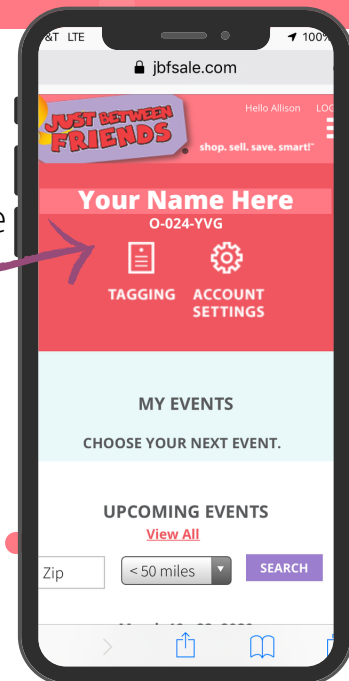 &T LTE 100%
jbfsale.com
Hello Allison LOG
JUST BETWEEN
FRIENDS
shop. sell. save. smart!™
Your Name Here
O-024-YVG
e
TAGGING ACCOUNT
SETTINGS
MY EVENTS
CHOOSE YOUR NEXT EVENT.
UPCOMING EVENTS
View All
Zip < 50 miles SEARCH